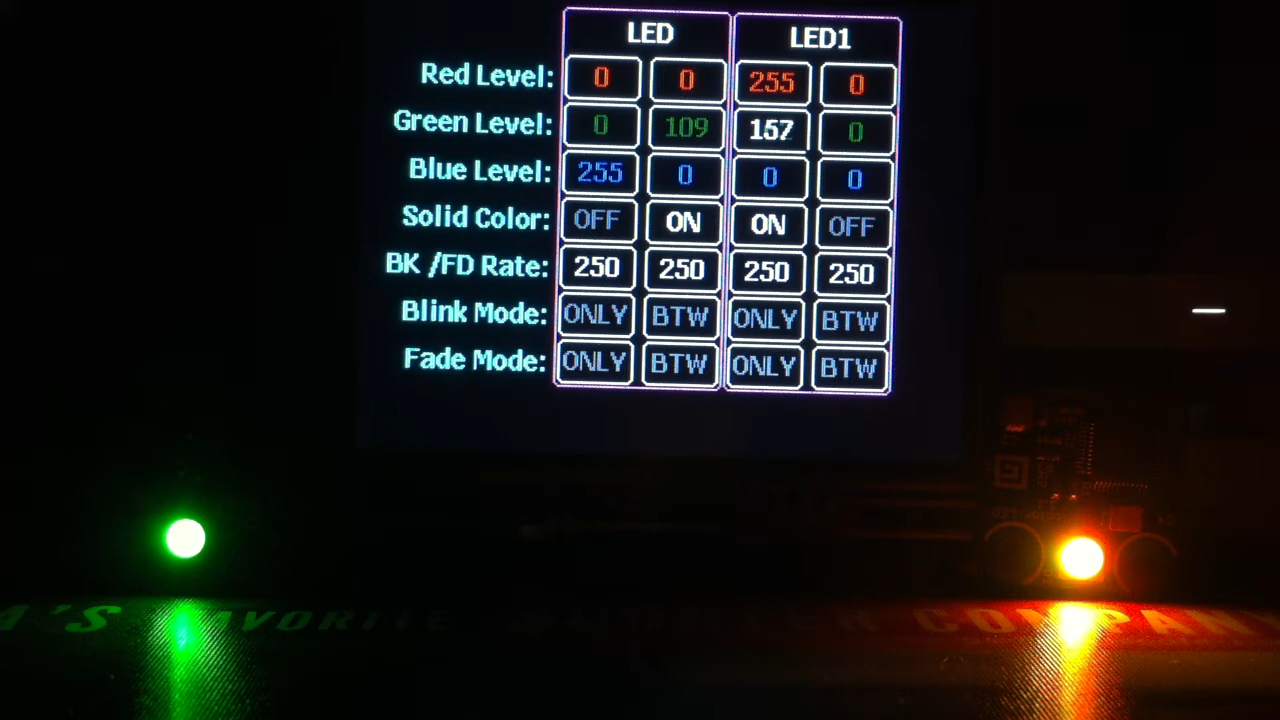 LED LED1
Red Level: 0 0 255 0
Green Level: 0 109 157 0
Blue Level: 255 0 0 0
Solid Color: OFF ON ON OFF
BK /FD Rate: 250 250 250 250
Blink Mode: ONLY BTW ONLY BTW
Fade Mode: ONLY BTW ONLY BTW
A'S FAVORITE COMPANY